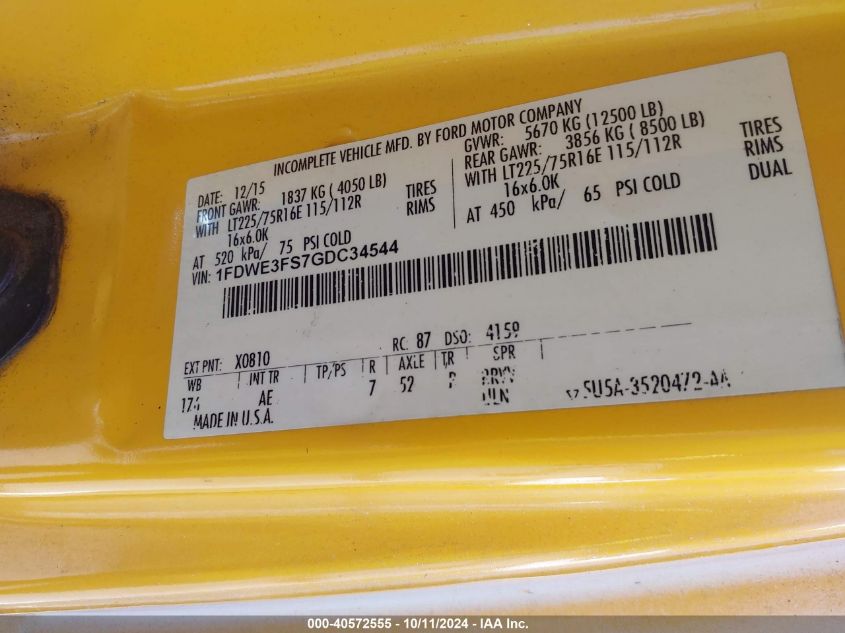 INCOMPLETE VEHICLE MFD. BY FORD MOTOR COMPANY
DATE: 12/15 GVWR: 5670 KG (12500 LB)
FRONT GAWR: 1837 KG ( 4050 LB) REAR GAWR: 3856 KG ( 8500 LB)
WITH LT225/75R16E 115/112R TIRES WITH LT225/75R16E 115/112R TIRES
16x6.0K RIMS 16x6.0K RIMS
AT 520 kPa/ 75 PSI COLD AT 450 kPa/ 65 PSI COLD DUAL
VIN: 1FDWE3FS7GDC34544
EXT PNT: XO810 RC: 87 DSO: 4159
WB INT TR TP/PS R AXLE TR SPR
174 AE 7 52
MADE IN U.S.A.
000-40572555 - 10/11/2024 - IAA Inc.